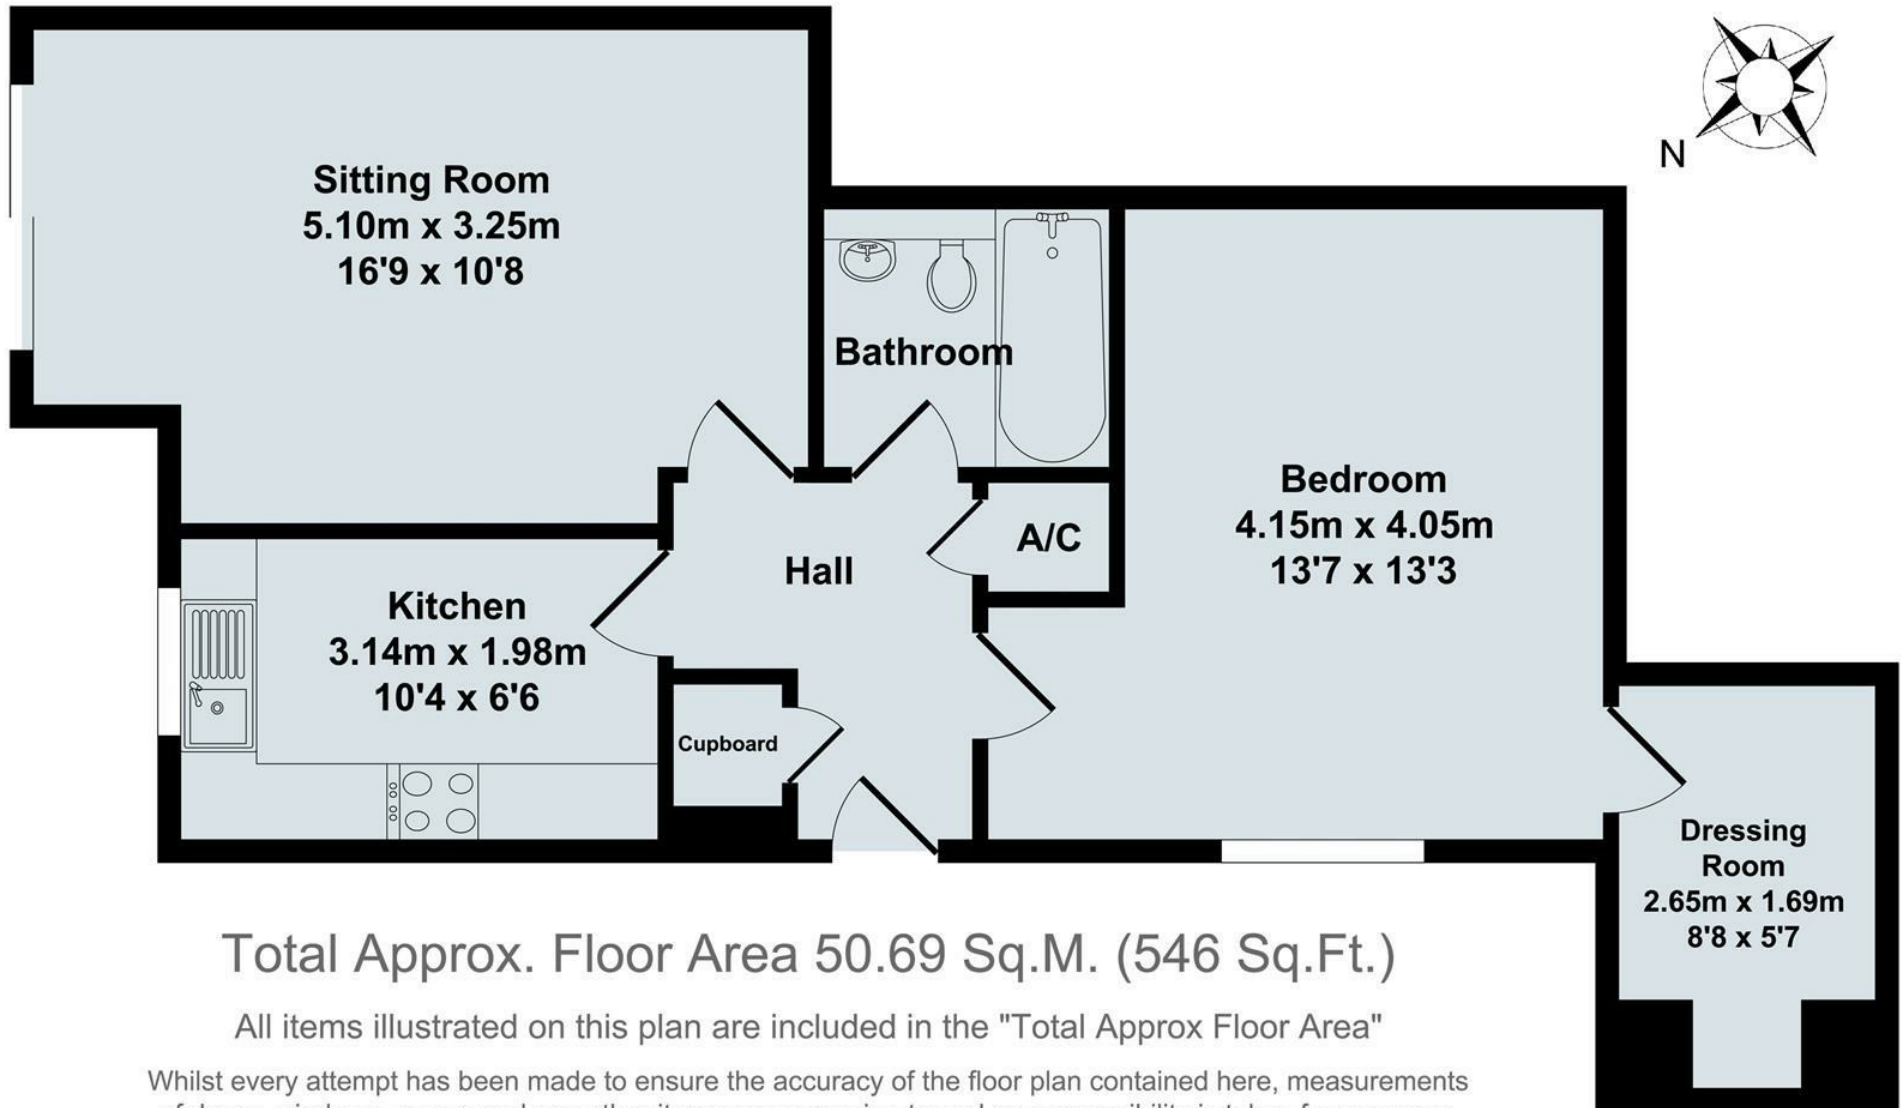 N
Sitting Room
5.10m x 3.25m
16'9 x 10'8
Bathroom
Bedroom
4.15m x 4.05m
13'7 x 13'3
A/C
Hall
Kitchen
3.14m x 1.98m
10'4 x 6'6
Cupboard
Dressing
Room
2.65m x 1.69m
8'8 x 5'7
Total Approx. Floor Area 50.69 Sq.M. (546 Sq.Ft.)
All items illustrated on this plan are included in the "Total Approx Floor Area"
Whilst every attempt has been made to ensure the accuracy of the floor plan contained here, measurements